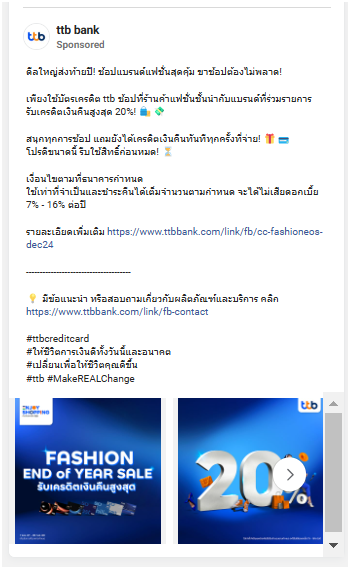 ttb bank
Sponsored
ดีลใหญ่ส่งท้ายปี! ช้อปแบรนด์แฟชั่นสุดคุ้ม ขาช้อปต้องไม่พลาด!
เพียงใช้บัตรเครดิต ttb ช้อปที่ร้านค้าแฟชั่นชั้นนำกับแบรนด์ที่ร่วมรายการ
รับเครดิตเงินคืนสูงสุด 20%! 🛍️ 💸
สนุกทุกการช้อป แถมยังได้เครดิตเงินคืนทันทีทุกครั้งที่จ่าย! 🎁 💳
โปรดีขนาดนี้ รีบใช้สิทธิ์ก่อนหมด! ⏳
เงื่อนไขตามที่ธนาคารกำหนด
ใช้เท่าที่จำเป็นและชำระคืนได้เต็มจำนวนตามกำหนด จะได้ไม่เสียดอกเบี้ย
7% - 16% ต่อปี
รายละเอียดเพิ่มเติม https://www.ttbbank.com/link/fb/cc-fashioneos-
dec24
--------------------------------------
💡 มีข้อแนะนำ หรือสอบถามเกี่ยวกับผลิตภัณฑ์และบริการ คลิก
https://www.ttbbank.com/link/fb-contact
#ttbcreditcard
#ให้ชีวิตการเงินดีทั้งวันนี้และอนาคต
#เปลี่ยนเพื่อให้ชีวิตคุณดีขึ้น
#ttb #MakeREALChange
ENJOY
SHOPPING
FASHION
END of YEAR SALE
รับเครดิตเงินคืนสูงสุด
ttb
20%